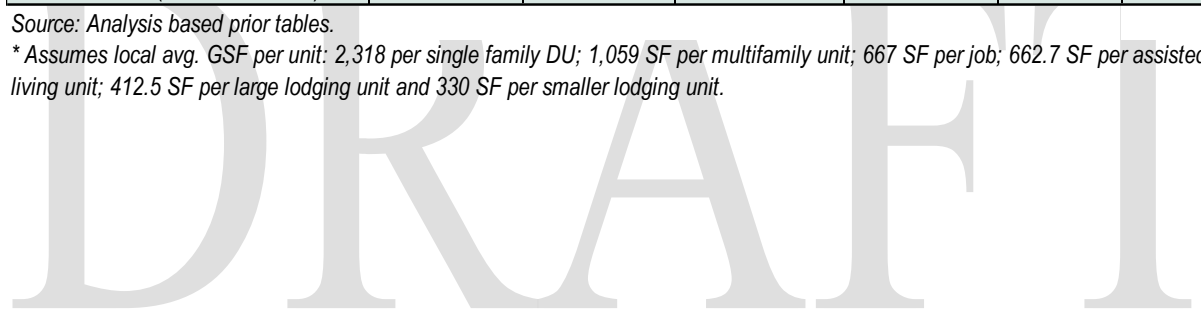 Source: Analysis based prior tables.
* Assumes local avg. GSF per unit: 2,318 per single family DU; 1,059 SF per multifamily unit; 667 SF per job; 662.7 SF per assisted
living unit; 412.5 SF per large lodging unit and 330 SF per smaller lodging unit.
DRAFT